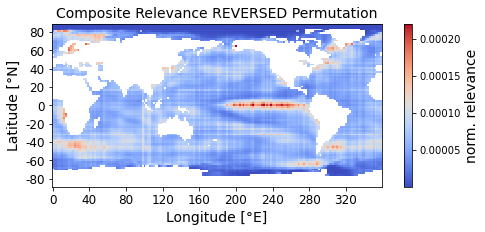 Composite Relevance REVERSED Permutation
80
60
40
20
0
-20
-40
-60
-80
Latitude [°N]
0 40 80 120 160 200 240 280 320
Longitude [°E]
0.00020
0.00015
0.00010
0.00005
norm. relevance